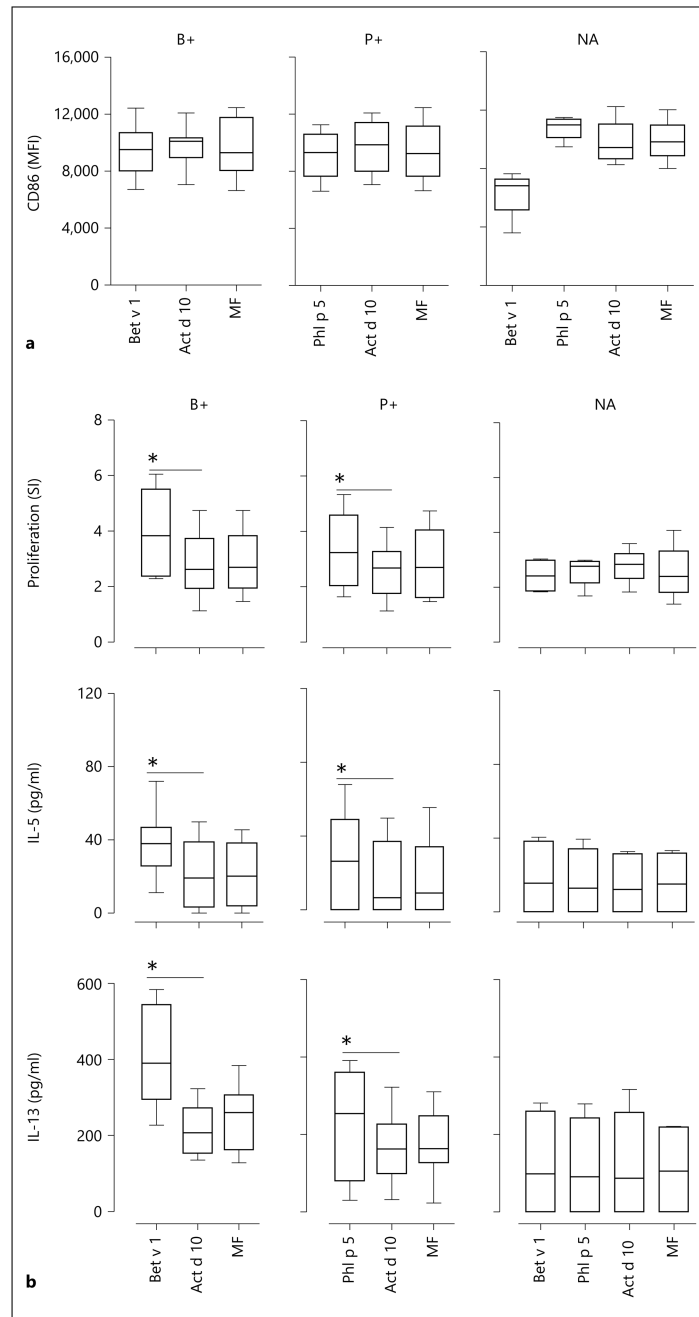 B+ P+ NA
16,000
12,000
8,000
4,000
0
CD86 (MFI)
Bet v 1 Act d 10 MF Phl p 5 Act d 10 MF Bet v 1 Phl p 5 Act d 10 MF
a
B+ P+ NA
8
6
4
2
0
Proliferation (SI)
* *
120
80
40
0
IL-5 (pg/ml)
* *
600
400
200
0
IL-13 (pg/ml)
* *
Bet v 1 Act d 10 MF Phl p 5 Act d 10 MF Bet v 1 Phl p 5 Act d 10 MF
b